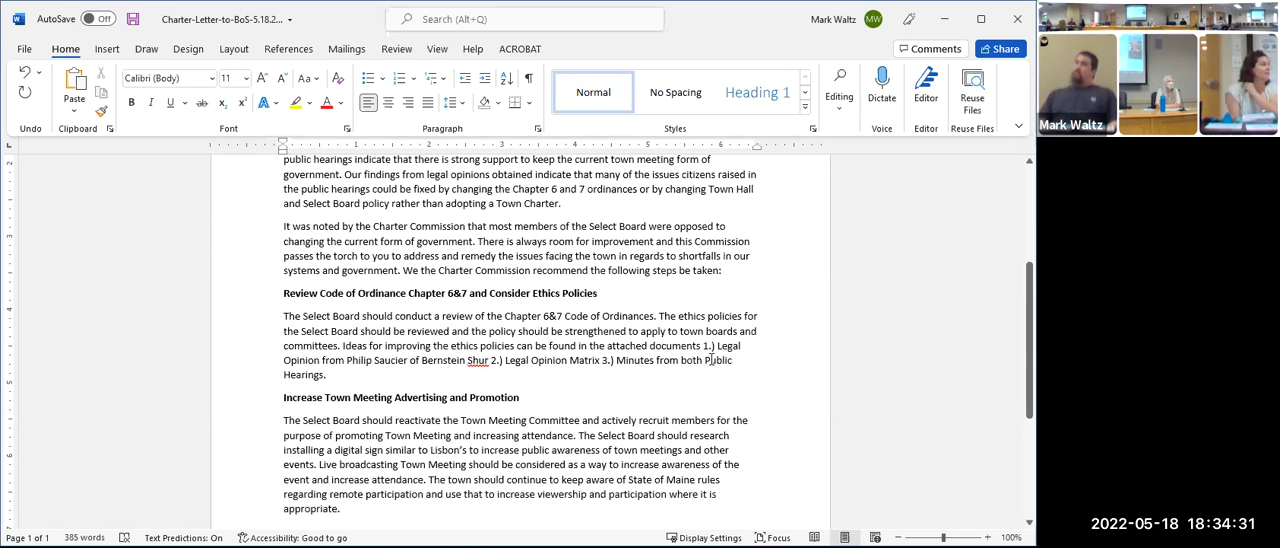 AutoSave Off Charter-Letter-to-BoS-5.18.2... Search (Alt+Q) Mark Waltz MW
File Home Insert Draw Design Layout References Mailings Review View Help ACROBAT Comments Share
Calibri (Body) 11 Aa
Normal No Spacing Heading 1
Paste Editing Dictate Editor Reuse Files
Undo Clipboard Font Paragraph Styles Voice Editor Reuse Files
Mark Waltz
public hearings indicate that there is strong support to keep the current town meeting form of
government. Our findings from legal opinions obtained indicate that many of the issues citizens raised in
the public hearings could be fixed by changing the Chapter 6 and 7 ordinances or by changing Town Hall
and Select Board policy rather than adopting a Town Charter.
It was noted by the Charter Commission that most members of the Select Board were opposed to
changing the current form of government. There is always room for improvement and this Commission
passes the torch to you to address and remedy the issues facing the town in regards to shortfalls in our
systems and government. We the Charter Commission recommend the following steps be taken:
Review Code of Ordinance Chapter 6&7 and Consider Ethics Policies
The Select Board should conduct a review of the Chapter 6&7 Code of Ordinances. The ethics policies for
the Select Board should be reviewed and the policy should be strengthened to apply to town boards and
committees. Ideas for improving the ethics policies can be found in the attached documents 1.) Legal
Opinion from Philip Saucier of Bernstein Shur 2.) Legal Opinion Matrix 3.) Minutes from both Public
Hearings.
Increase Town Meeting Advertising and Promotion
The Select Board should reactivate the Town Meeting Committee and actively recruit members for the
purpose of promoting Town Meeting and increasing attendance. The Select Board should research
installing a digital sign similar to Lisbon's to increase public awareness of town meetings and other
events. Live broadcasting Town Meeting should be considered as a way to increase awareness of the
event and increase attendance. The town should continue to keep aware of State of Maine rules
regarding remote participation and use that to increase viewership and participation where it is
appropriate.
Page 1 of 1 385 words Text Predictions: On Accessibility: Good to go Display Settings Focus 100%
2022-05-18 18:34:31